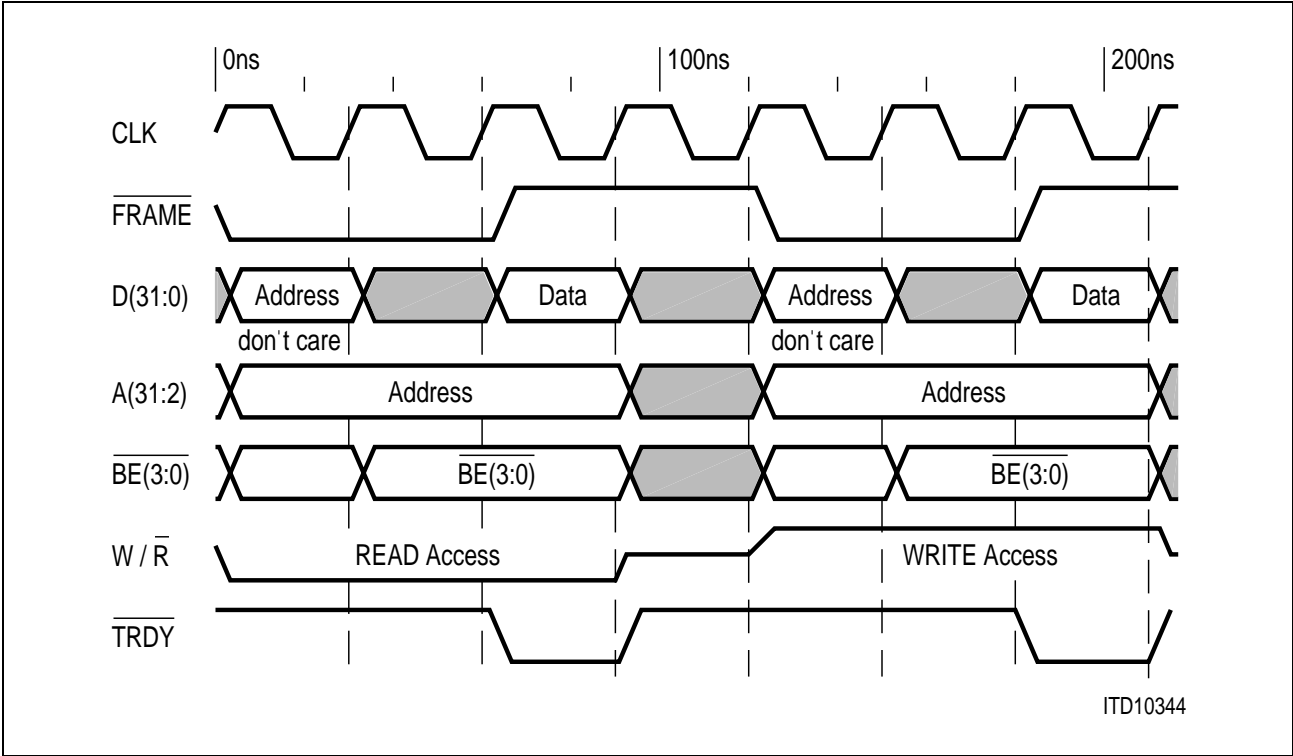 0ns 100ns 200ns
CLK
FRAME
D(31:0) Address Data Address Data
don't care don't care
A(31:2) Address Address
BE(3:0) BE(3:0) BE(3:0)
W / R READ Access WRITE Access
TRDY
ITD10344